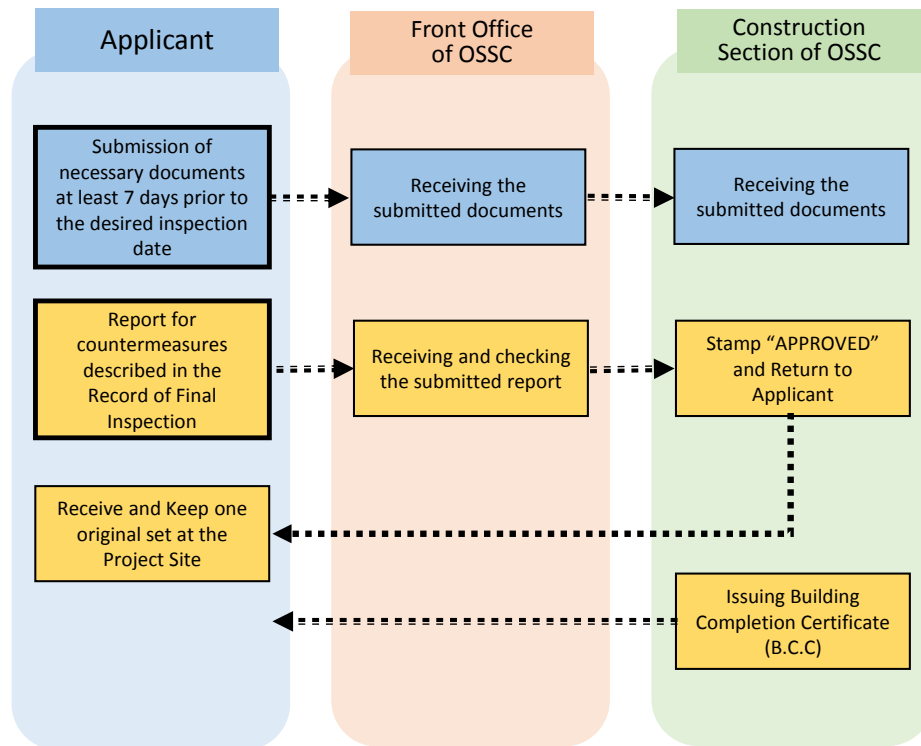 Applicant
Front Office
of OSSC
Construction
Section of OSSC
Submission of
necessary documents
at least 7 days prior to
the desired inspection
date
Receiving the
submitted documents
Receiving the
submitted documents
Report for
countermeasures
described in the
Record of Final
Inspection
Receiving and checking
the submitted report
Stamp “APPROVED”
and Return to
Applicant
Receive and Keep one
original set at the
Project Site
Issuing Building
Completion Certificate
(B.C.C)